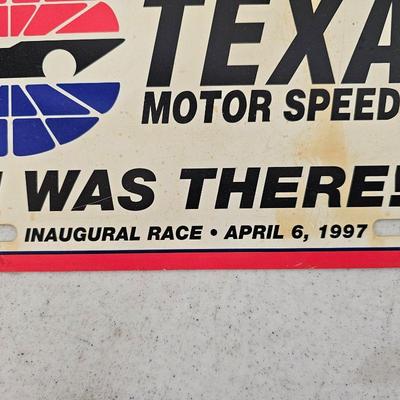 TEXA
MOTOR SPEED
I WAS THERE!
INAUGURAL RACE • APRIL 6, 1997